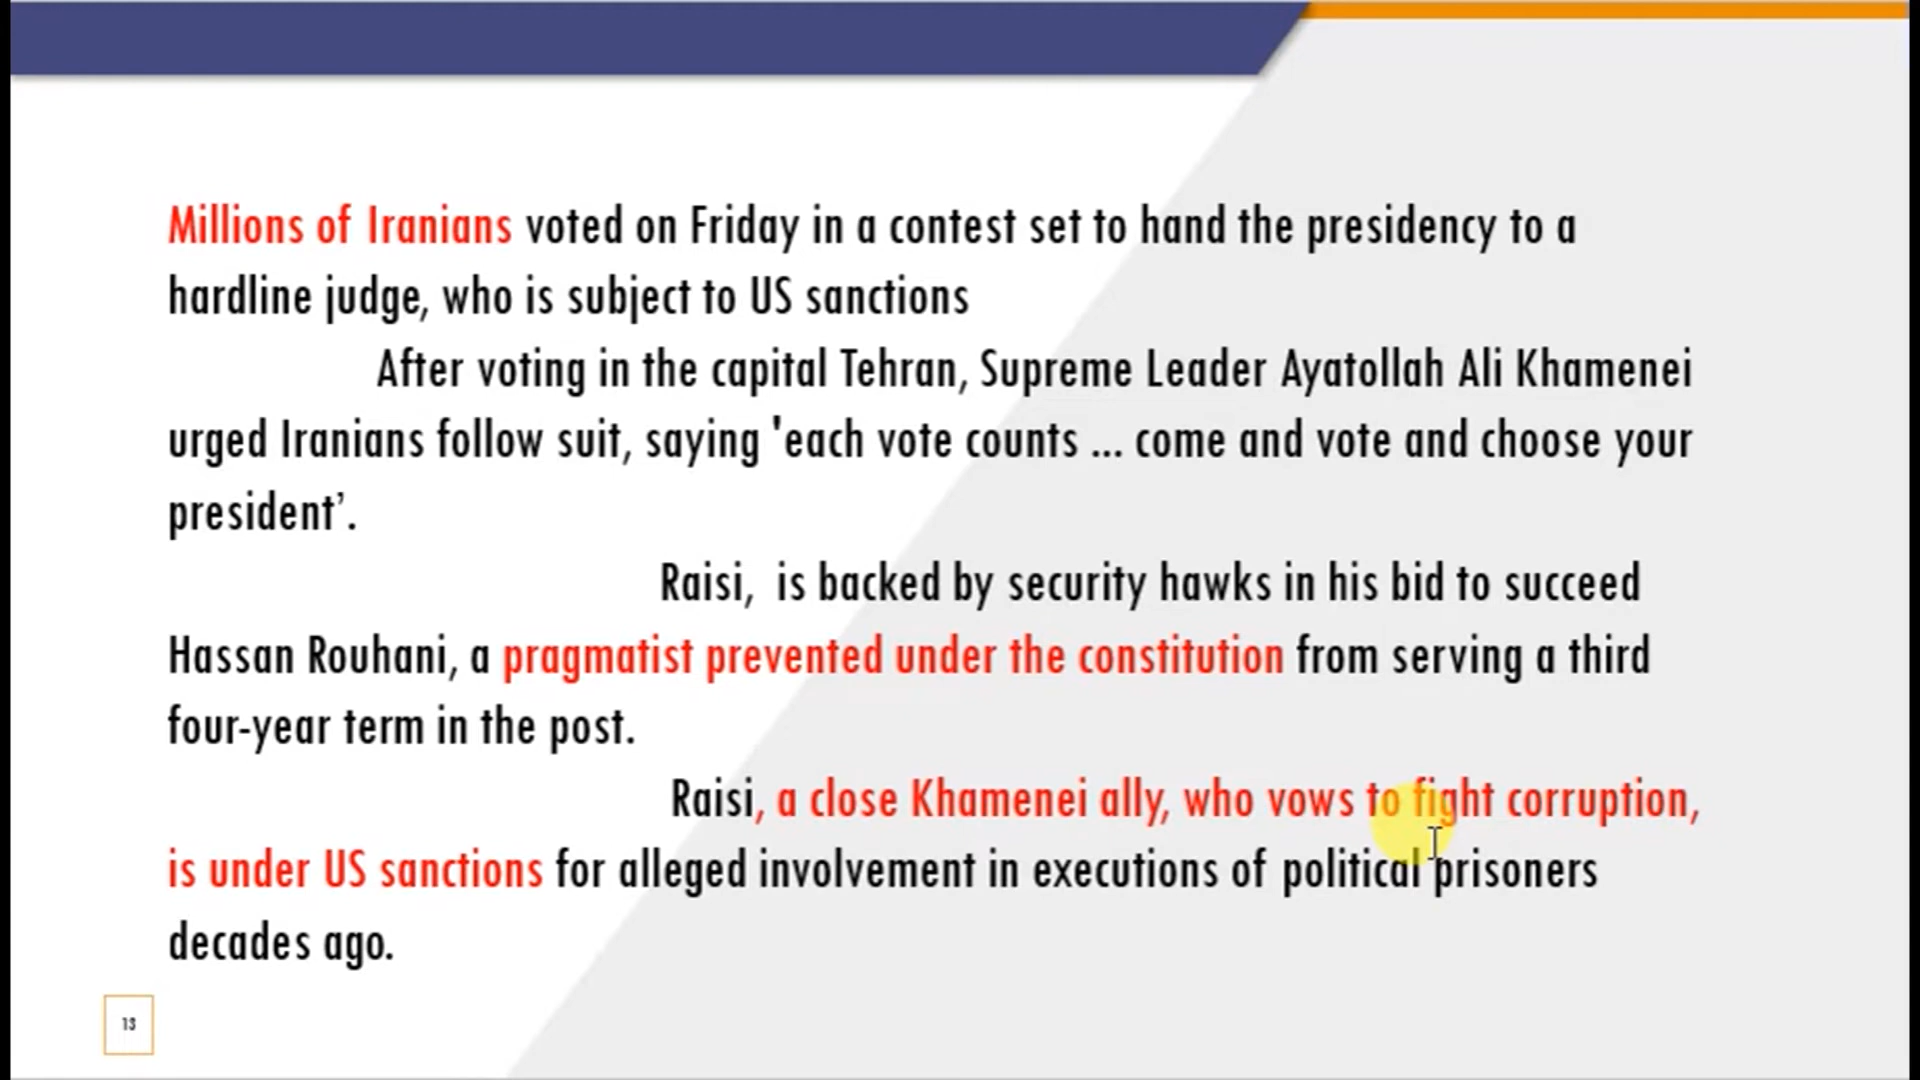 Millions of Iranians voted on Friday in a contest set to hand the presidency to a
hardline judge, who is subject to US sanctions
After voting in the capital Tehran, Supreme Leader Ayatollah Ali Khamenei
urged Iranians follow suit, saying 'each vote counts ... come and vote and choose your
president’.
Raisi,  is backed by security hawks in his bid to succeed
Hassan Rouhani, a pragmatist prevented under the constitution from serving a third
four-year term in the post.
Raisi, a close Khamenei ally, who vows to fight corruption,
is under US sanctions for alleged involvement in executions of political prisoners
decades ago.
13